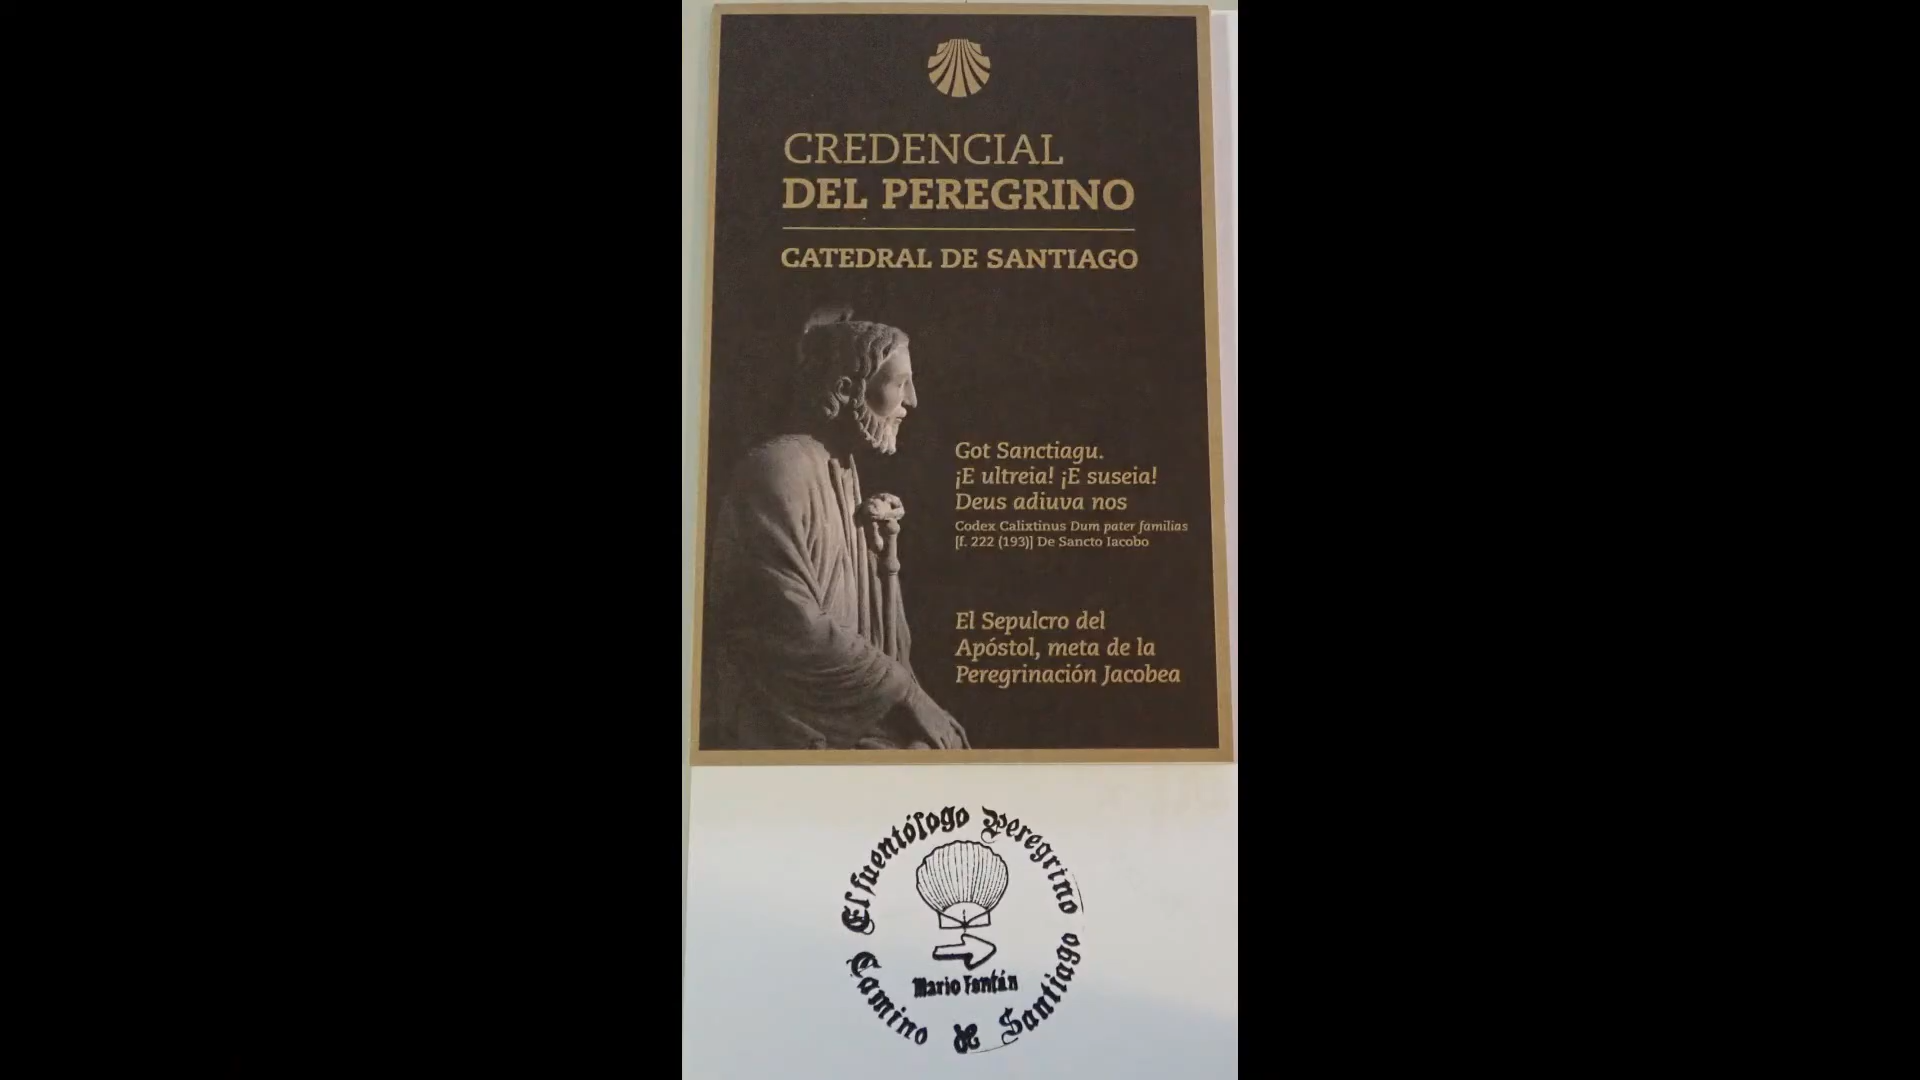 CREDENCIAL
DEL PEREGRINO
CATEDRAL DE SANTIAGO
Got Sanctiagu.
¡E ultreia! ¡E suseia!
Deus adiuva nos
Codex Calixtinus Dum pater familias
[f. 222 (193)] De Sancto Iacobo
El Sepulcro del
Apóstol, meta de la
Peregrinación Jacobea
El fuentólogo Peregrino
Mario Fontán
Camino de Santiago